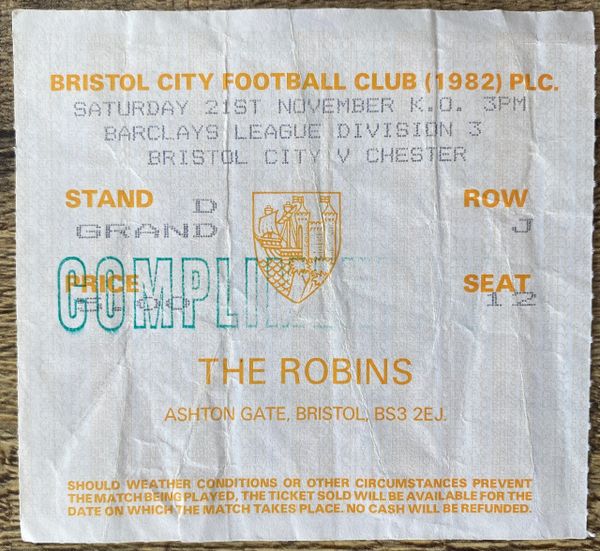 BRISTOL CITY FOOTBALL CLUB (1982) PLC.
SATURDAY 21ST NOVEMBER K.O. 3PM
BARCLAYS LEAGUE DIVISION 3
BRISTOL CITY V CHESTER
STAND D ROW
GRAND J
PRICE SEAT
5.00 12
COMPLI
THE ROBINS
ASHTON GATE, BRISTOL, BS3 2EJ.
SHOULD WEATHER CONDITIONS OR OTHER CIRCUMSTANCES PREVENT
THE MATCH BEING PLAYED, THE TICKET SOLD WILL BE AVAILABLE FOR THE
DATE ON WHICH THE MATCH TAKES PLACE. NO CASH WILL BE REFUNDED.